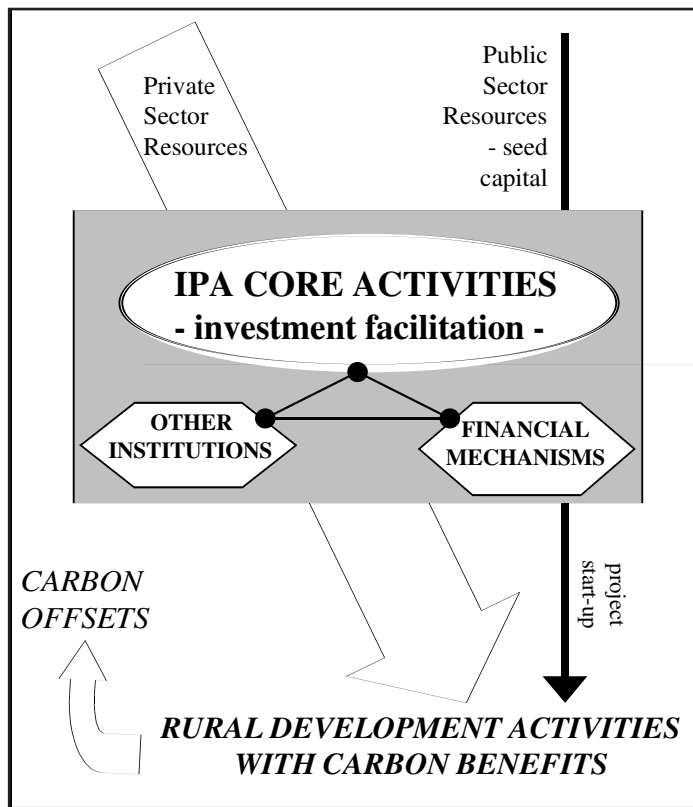 Private
Sector
Resources
Public
Sector
Resources
- seed
capital
IPA CORE ACTIVITIES
- investment facilitation -
OTHER
INSTITUTIONS
FINANCIAL
MECHANISMS
project
start-up
CARBON
OFFSETS
RURAL DEVELOPMENT ACTIVITIES
WITH CARBON BENEFITS